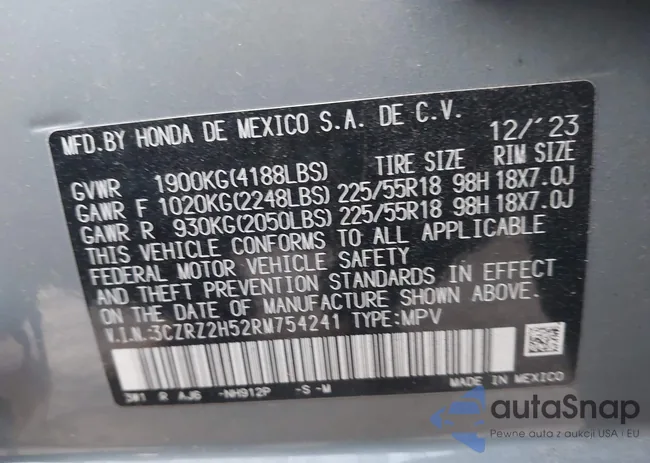 MFD.BY HONDA DE MEXICO S.A. DE C.V. 12/'23
TIRE SIZE RIM SIZE
GVWR 1900KG(4188LBS)
GAWR F 1020KG(2248LBS) 225/55R18 98H 18X7.0J
GAWR R 930KG(2050LBS) 225/55R18 98H 18X7.0J
THIS VEHICLE CONFORMS TO ALL APPLICABLE
FEDERAL MOTOR VEHICLE SAFETY
AND THEFT PREVENTION STANDARDS IN EFFECT
ON THE DATE OF MANUFACTURE SHOWN ABOVE.
V.I.N.:3CZRZ2H52RM754241 TYPE:MPV
3W1 R AJ6 -NH912P -S -M
MADE IN MEXICO
autaSnap
Pewne auta z aukcji USA i EU